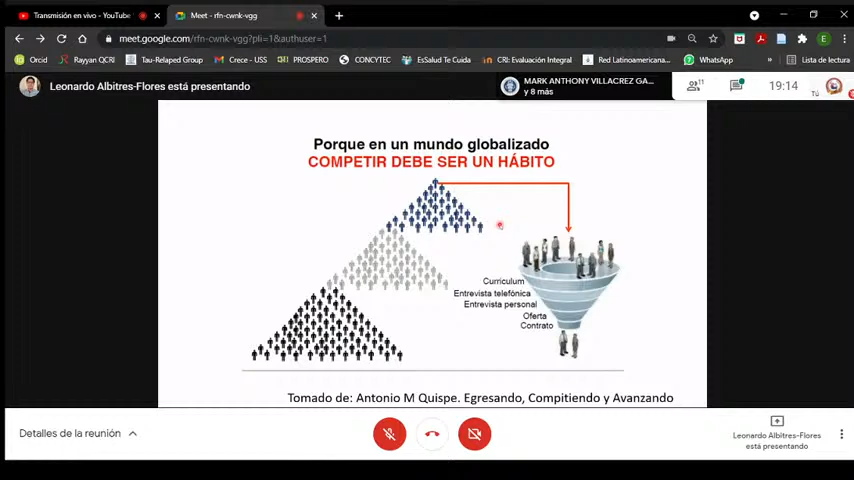 Transmisión en vivo - YouTube
Meet - rfn-cwnk-vgg
meet.google.com/rfn-cwnk-vgg?pli=1&authuser=1
Orcid
Rayyan QCRI
Tau-Relaped Group
Crece - USS
PROSPERO
CONCYTEC
EsSalud Te Cuida
CRI: Evaluación Integral
Red Latinoamericana...
WhatsApp
Lista de lectura
Leonardo Albitres-Flores está presentando
MARK ANTHONY VILLACREZ GA...
y 8 más
11
Tú
19:14
Porque en un mundo globalizado
COMPETIR DEBE SER UN HÁBITO
Curriculum
Entrevista telefónica
Entrevista personal
Oferta
Contrato
Tomado de: Antonio M Quispe. Egresando, Compitiendo y Avanzando
Detalles de la reunión
Leonardo Albitres-Flores
está presentando